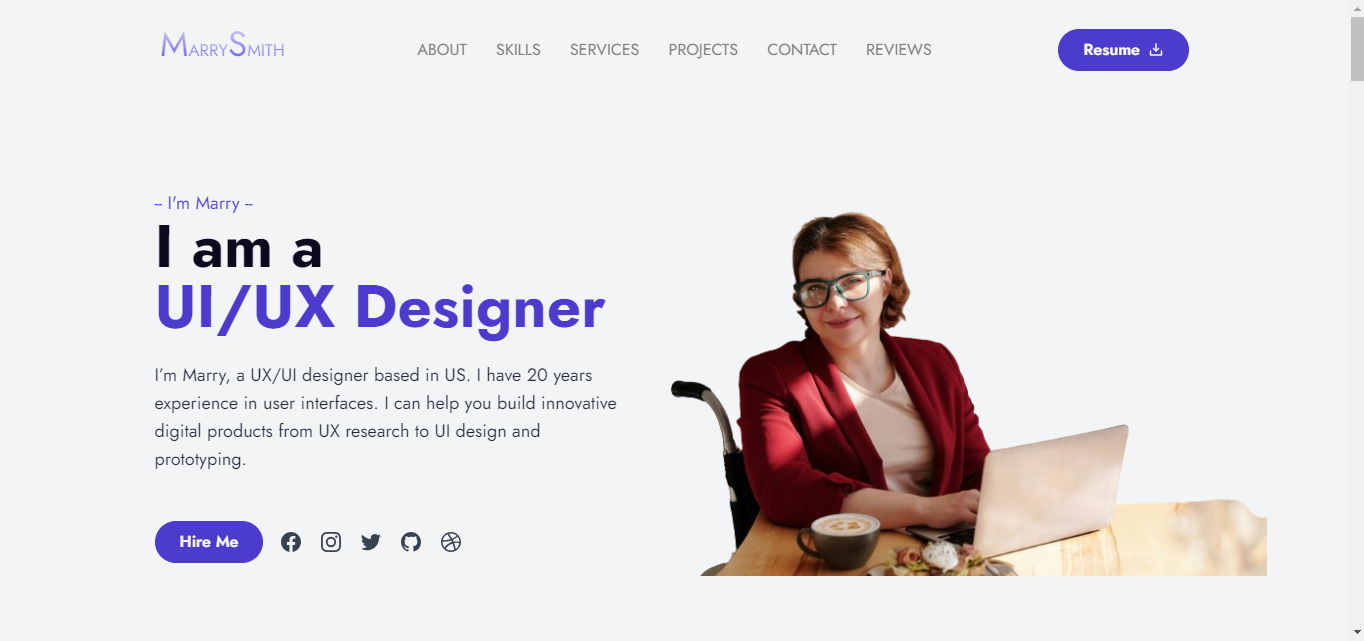 MARRYSMITH
ABOUT SKILLS SERVICES PROJECTS CONTACT REVIEWS
Resume
-- I'm Marry --
I am a
UI/UX Designer
I’m Marry, a UX/UI designer based in US. I have 20 years
experience in user interfaces. I can help you build innovative
digital products from UX research to UI design and
prototyping.
Hire Me